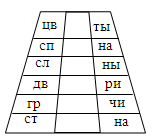 цв ты
сп на
сл ны
дв ри
гр чи
ст на